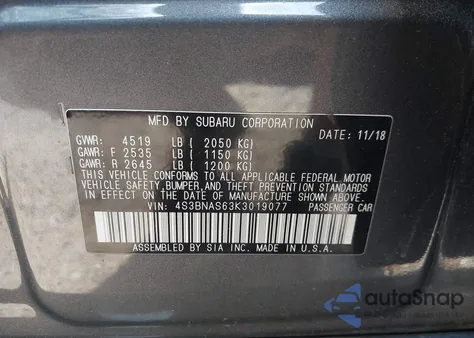 MFD BY SUBARU CORPORATION
DATE: 11/18
GVWR: 4519 LB ( 2050 KG)
GAWR: F 2535 LB ( 1150 KG)
GAWR: R 2645 LB ( 1200 KG)
THIS VEHICLE CONFORMS TO ALL APPLICABLE FEDERAL MOTOR
VEHICLE SAFETY, BUMPER, AND THEFT PREVENTION STANDARDS
IN EFFECT ON THE DATE OF MANUFACTURE SHOWN ABOVE.
VIN: 4S3BNAS63K3019077 PASSENGER CAR
ASSEMBLED BY SIA INC. MADE IN U.S.A.
autoSnap